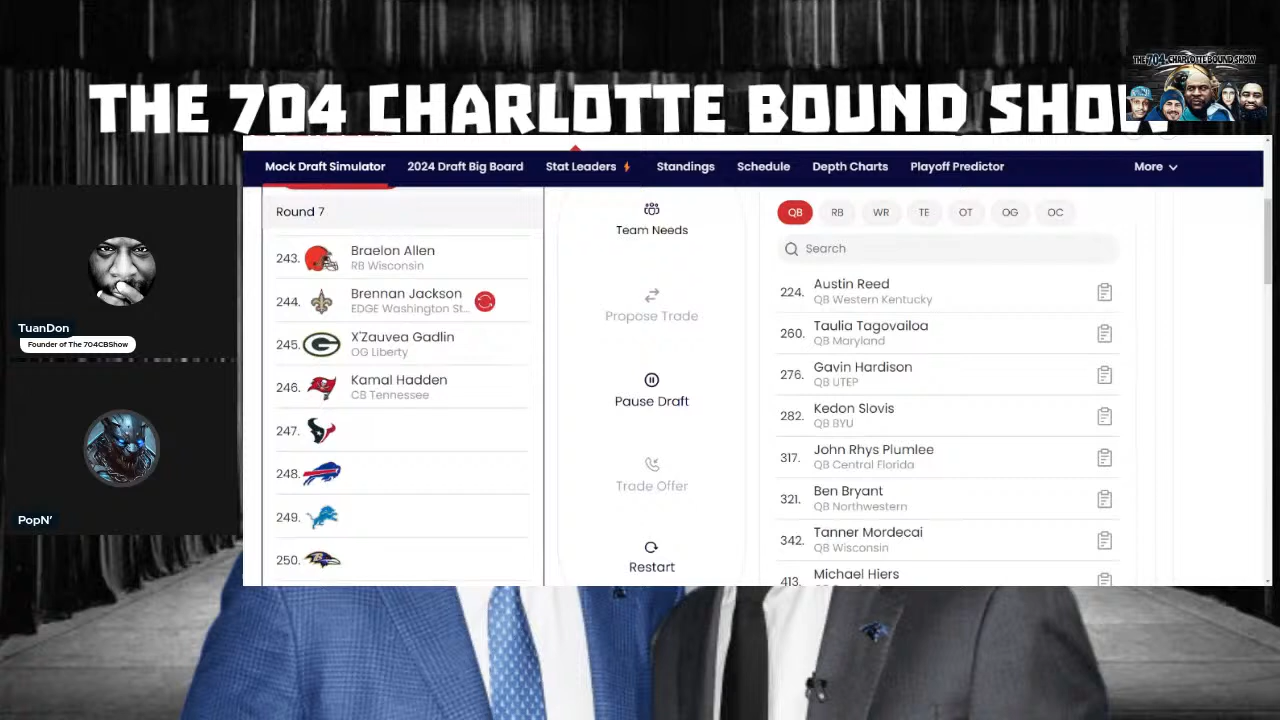 THE 704 CHARLOTTE BOUND SHOW
THE 704 CHARLOTTE BOUND SHOW
Mock Draft Simulator
2024 Draft Big Board
Stat Leaders
Standings
Schedule
Depth Charts
Playoff Predictor
More
Round 7
243.
Braelon Allen
RB Wisconsin
244.
Brennan Jackson
EDGE Washington St...
245.
X'Zauvea Gadlin
OG Liberty
246.
Kamal Hadden
CB Tennessee
247.
248.
249.
250.
Team Needs
Propose Trade
Pause Draft
Trade Offer
Restart
QB
RB
WR
TE
OT
OG
OC
Search
224.
Austin Reed
QB Western Kentucky
260.
Taulia Tagovailoa
QB Maryland
276.
Gavin Hardison
QB UTEP
282.
Kedon Slovis
QB BYU
317.
John Rhys Plumlee
QB Central Florida
321.
Ben Bryant
QB Northwestern
342.
Tanner Mordecai
QB Wisconsin
413.
Michael Hiers
TuanDon
Founder of The 704CBShow
PopN'